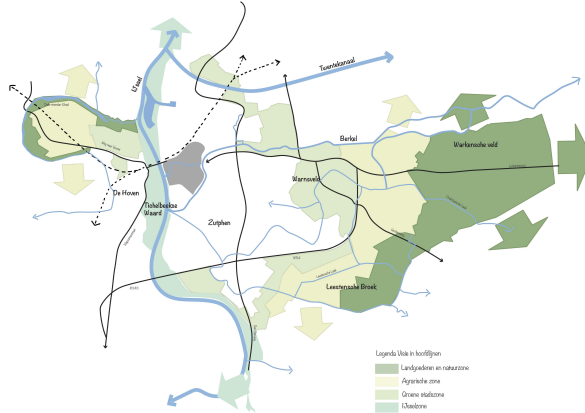 Twentekanaal
IJssel
Berkel
Warkensche veld
Warnsveld
De Hoven
Tichelbeekse
Waard
Zutphen
Leestensche Broek
Legenda Visie in hoofdlijnen
Landgoederen en natuurzone
Agrarische zone
Groene stadszone
IJsselzone